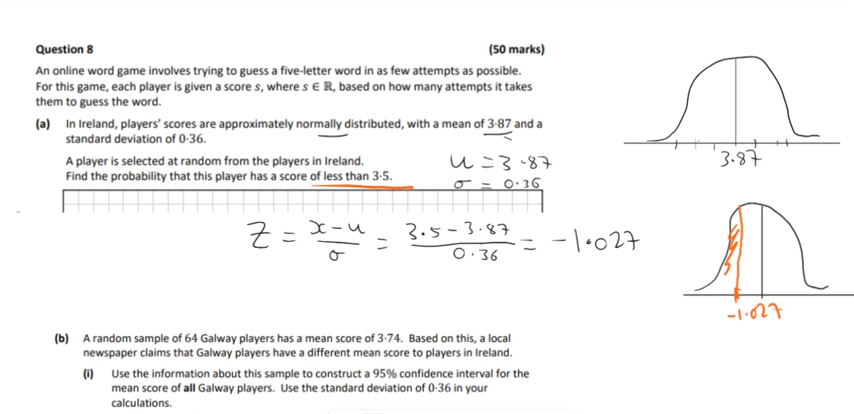 Question 8 (50 marks)
An online word game involves trying to guess a five-letter word in as few attempts as possible.
For this game, each player is given a score s, where s ∈ ℝ, based on how many attempts it takes
them to guess the word.
(a) In Ireland, players' scores are approximately normally distributed, with a mean of 3·87 and a
standard deviation of 0·36.
3.87
A player is selected at random from the players in Ireland.
Find the probability that this player has a score of less than 3·5.
u = 3.87
σ = 0.36
Z = x - u / σ = 3.5 - 3.87 / 0.36 = -1.027
-1.027
(b) A random sample of 64 Galway players has a mean score of 3·74. Based on this, a local
newspaper claims that Galway players have a different mean score to players in Ireland.
(i) Use the information about this sample to construct a 95% confidence interval for the
mean score of all Galway players. Use the standard deviation of 0·36 in your
calculations.